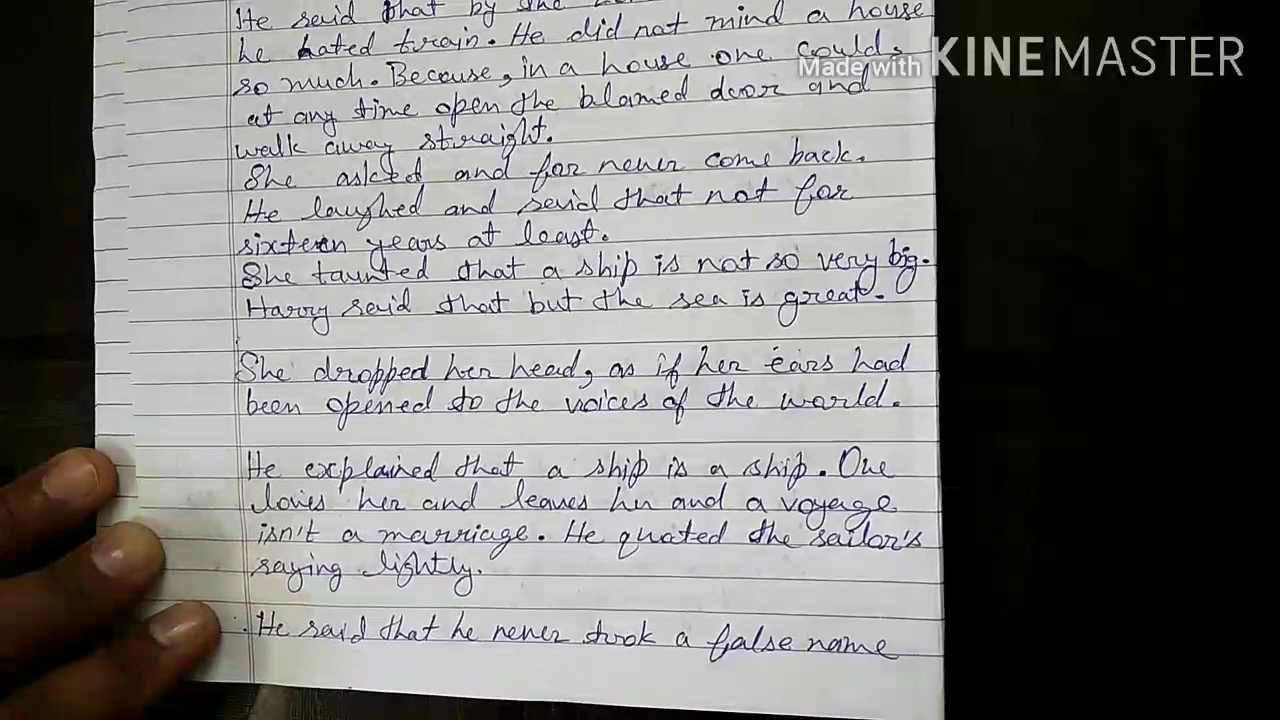 He said that by the
he hated train. He did not mind a house
so much. Because, in a house one could,
at any time open the blamed door and
walk away straight.
She asked and for never come back.
He laughed and said that not for
sixteen years at least.
She taunted that a ship is not so very big.
Harry said that but the sea is great.
She dropped her head, as if her ears had
been opened to the voices of the world.
He explained that a ship is a ship. One
loves her and leaves her and a voyage
isn't a marriage. He quoted the sailor's
saying lightly.
He said that he never took a false name
Made with KINEMASTER